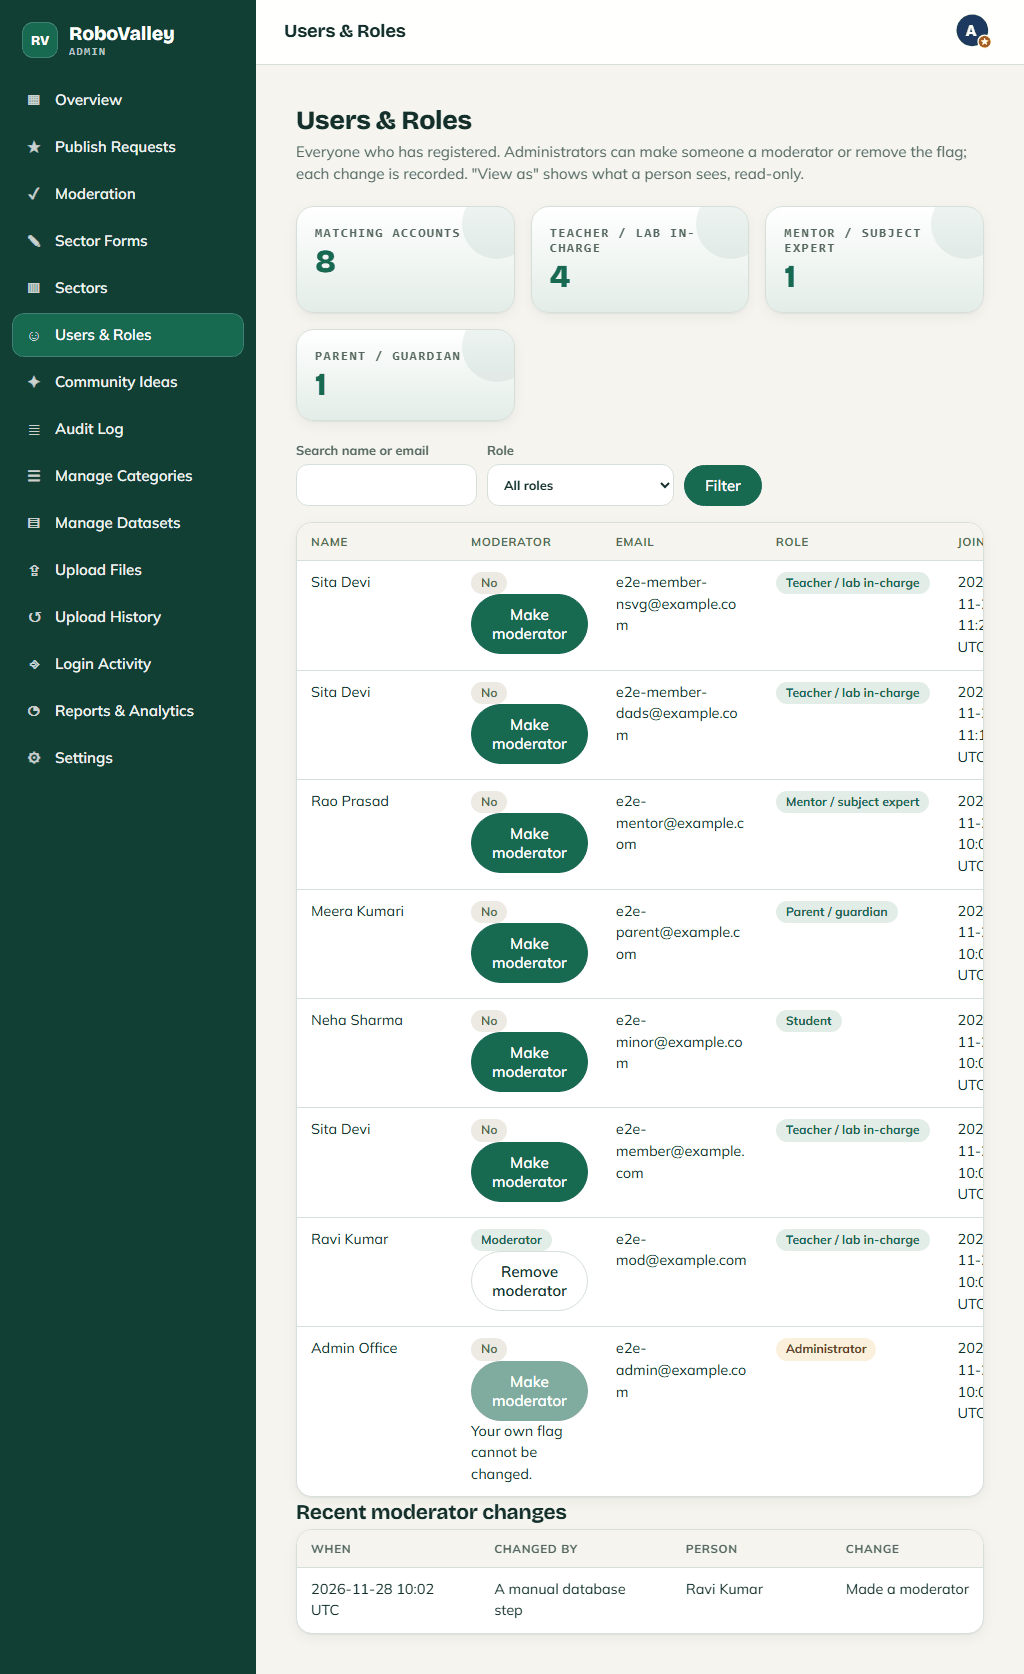 RV
RoboValley
ADMIN
Overview
Publish Requests
Moderation
Sector Forms
Sectors
Users & Roles
Community Ideas
Audit Log
Manage Categories
Manage Datasets
Upload Files
Upload History
Login Activity
Reports & Analytics
Settings
Users & Roles
A
Users & Roles
Everyone who has registered. Administrators can make someone a moderator or remove the flag;
each change is recorded. "View as" shows what a person sees, read-only.
MATCHING ACCOUNTS
8
TEACHER / LAB IN-
CHARGE
4
MENTOR / SUBJECT
EXPERT
1
PARENT / GUARDIAN
1
Search name or email
Role
All roles
Filter
NAME MODERATOR EMAIL ROLE
Sita Devi
No
Make
moderator
e2e-member-
nsvg@example.co
m
Teacher / lab in-charge
UTC
Sita Devi
No
Make
moderator
e2e-member-
dads@example.co
m
Teacher / lab in-charge
UTC
Rao Prasad
No
Make
moderator
e2e-
mentor@example.c
om
Mentor / subject expert
UTC
Meera Kumari
No
Make
moderator
e2e-
parent@example.c
om
Parent / guardian
UTC
Neha Sharma
No
Make
moderator
e2e-
minor@example.co
m
Student
UTC
Sita Devi
No
Make
moderator
e2e-
member@example.
com
Teacher / lab in-charge
UTC
Ravi Kumar
Moderator
Remove
moderator
e2e-
mod@example.com
Teacher / lab in-charge
UTC
Admin Office
No
Make
moderator
Your own flag
cannot be
changed.
e2e-
admin@example.co
m
Administrator
UTC
Recent moderator changes
WHEN CHANGED BY PERSON CHANGE
2026-11-28 10:02
UTC
A manual database
step
Ravi Kumar
Made a moderator